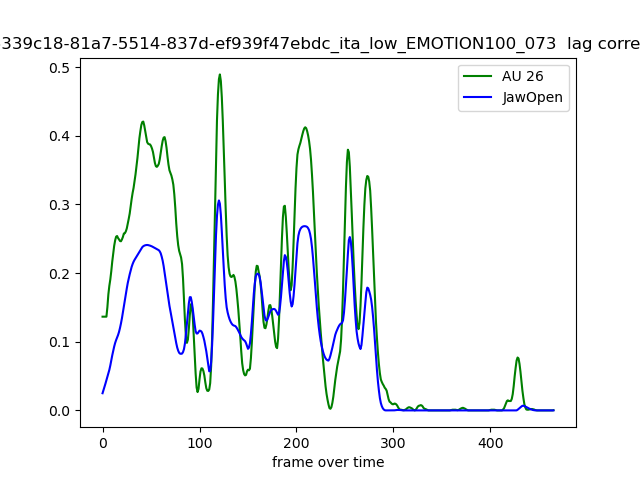 339c18-81a7-5514-837d-ef939f47ebdc_ita_low_EMOTION100_073 lag corre
AU 26
JawOpen
0.5
0.4
0.3
0.2
0.1
0.0
0 100 200 300 400
frame over time